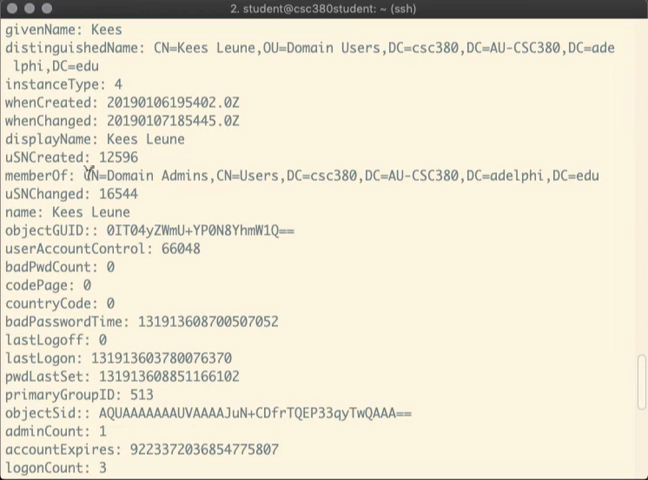 2. student@csc380student: ~ (ssh)
givenName: Kees
distinguishedName: CN=Kees Leune,OU=Domain Users,DC=csc380,DC=AU-CSC380,DC=ade
lphi,DC=edu
instanceType: 4
whenCreated: 20190106195402.0Z
whenChanged: 20190107185445.0Z
displayName: Kees Leune
uSNCreated: 12596
memberOf: CN=Domain Admins,CN=Users,DC=csc380,DC=AU-CSC380,DC=adelphi,DC=edu
uSNChanged: 16544
name: Kees Leune
objectGUID:: 0IT04yZWmU+YP0N8YhmW1Q==
userAccountControl: 66048
badPwdCount: 0
codePage: 0
countryCode: 0
badPasswordTime: 131913608700507052
lastLogoff: 0
lastLogon: 131913603780076370
pwdLastSet: 131913608851166102
primaryGroupID: 513
objectSid:: AQUAAAAAAAUVAAAAJuN+CDfrTQEP33qyTwQAAA==
adminCount: 1
accountExpires: 9223372036854775807
logonCount: 3